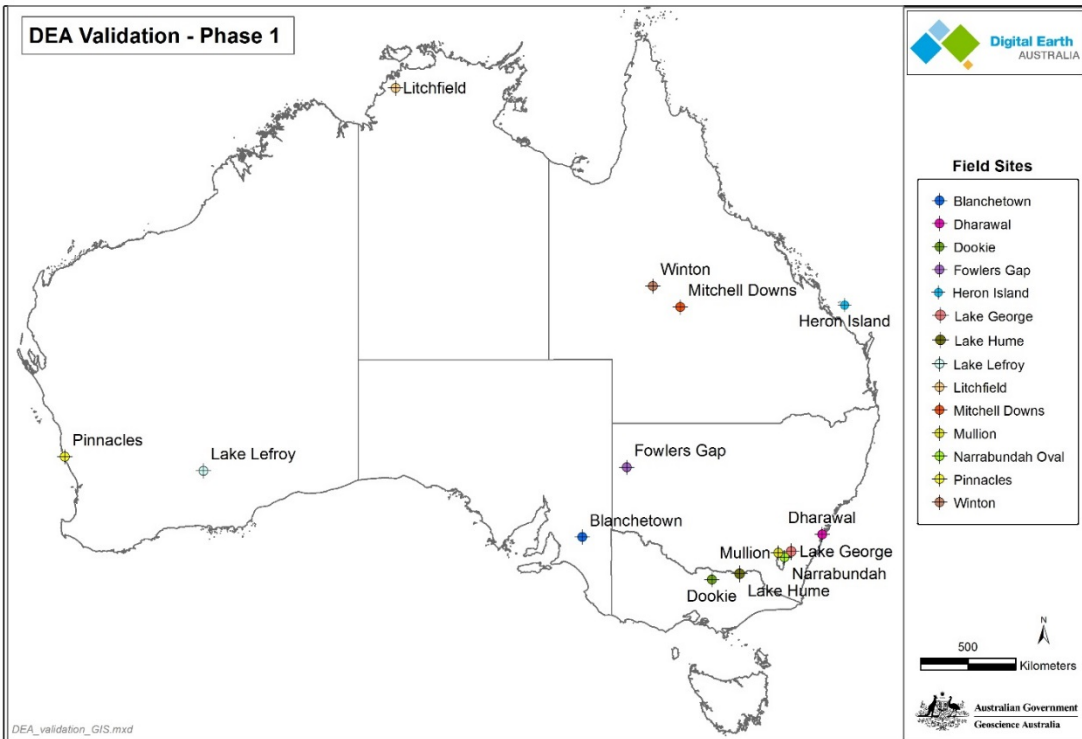 DEA Validation - Phase 1
Digital Earth
AUSTRALIA
Litchfield
Winton
Mitchell Downs
Heron Island
Pinnacles
Lake Lefroy
Fowlers Gap
Blanchetown
Dharawal
Mullion
Lake George
Narrabundah
Lake Hume
Dookie
Field Sites
Blanchetown
Dharawal
Dookie
Fowlers Gap
Heron Island
Lake George
Lake Hume
Lake Lefroy
Litchfield
Mitchell Downs
Mullion
Narrabundah Oval
Pinnacles
Winton
N
500
Kilometers
Australian Government
Geoscience Australia
DEA_validation_GIS.mxd